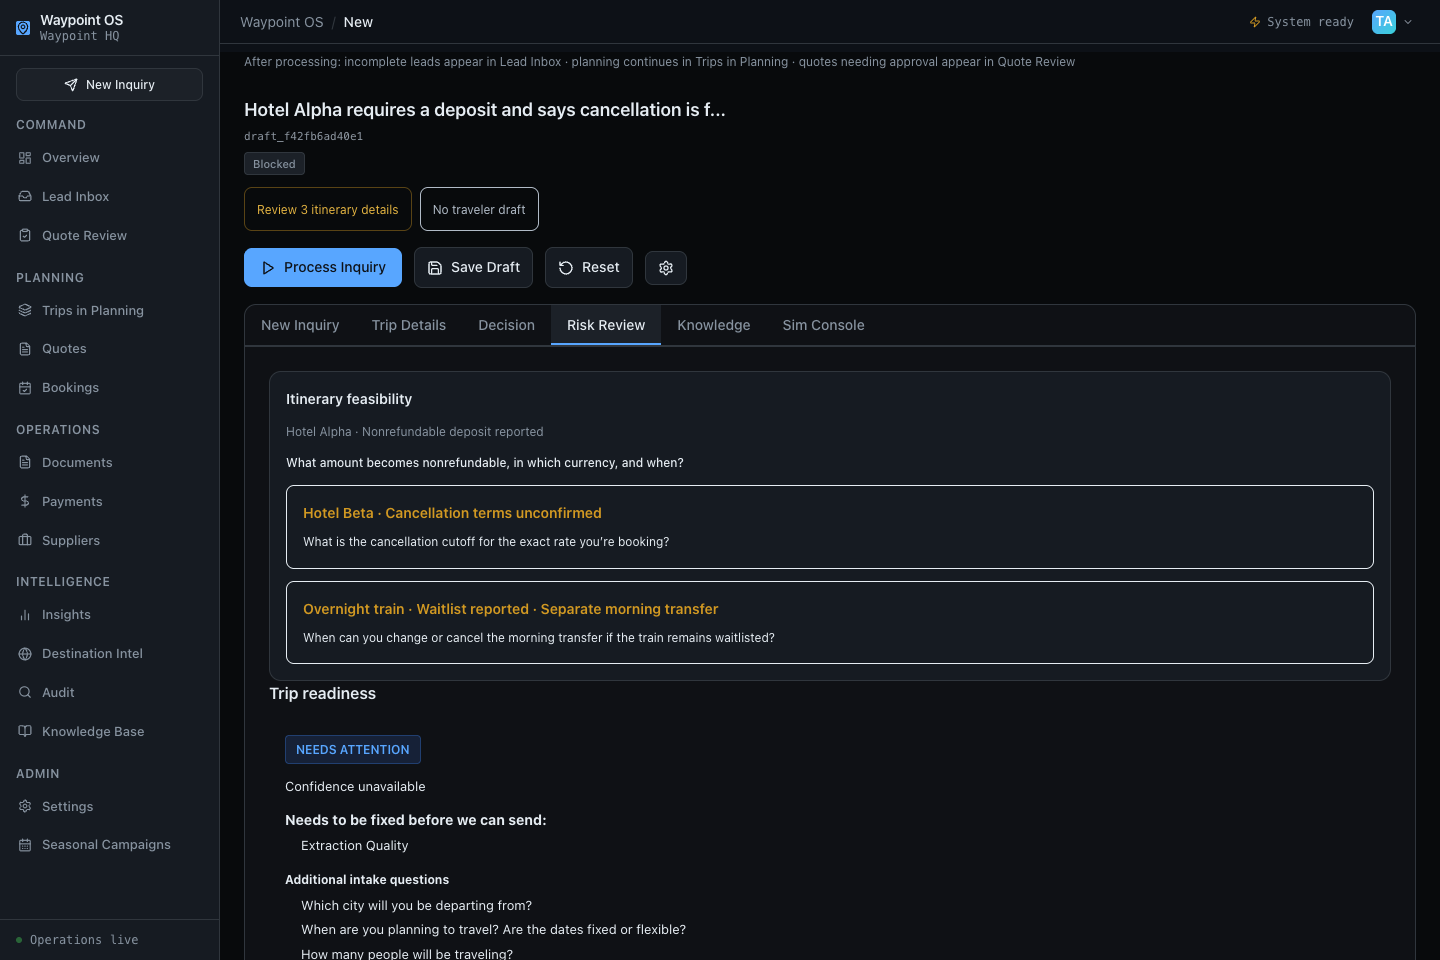 Waypoint OS
Waypoint HQ
New Inquiry
COMMAND
Overview
Lead Inbox
Quote Review
PLANNING
Trips in Planning
Quotes
Bookings
OPERATIONS
Documents
Payments
Suppliers
INTELLIGENCE
Insights
Destination Intel
Audit
Knowledge Base
ADMIN
Settings
Seasonal Campaigns
Operations live
Waypoint OS / New
System ready
TA
After processing: incomplete leads appear in Lead Inbox · planning continues in Trips in Planning · quotes needing approval appear in Quote Review
Hotel Alpha requires a deposit and says cancellation is f...
draft_f42fb6ad40e1
Blocked
Review 3 itinerary details
No traveler draft
Process Inquiry
Save Draft
Reset
New Inquiry
Trip Details
Decision
Risk Review
Knowledge
Sim Console
Itinerary feasibility
Hotel Alpha · Nonrefundable deposit reported
What amount becomes nonrefundable, in which currency, and when?
Hotel Beta · Cancellation terms unconfirmed
What is the cancellation cutoff for the exact rate you're booking?
Overnight train · Waitlist reported · Separate morning transfer
When can you change or cancel the morning transfer if the train remains waitlisted?
Trip readiness
NEEDS ATTENTION
Confidence unavailable
Needs to be fixed before we can send:
Extraction Quality
Additional intake questions
Which city will you be departing from?
When are you planning to travel? Are the dates fixed or flexible?
How many people will be traveling?